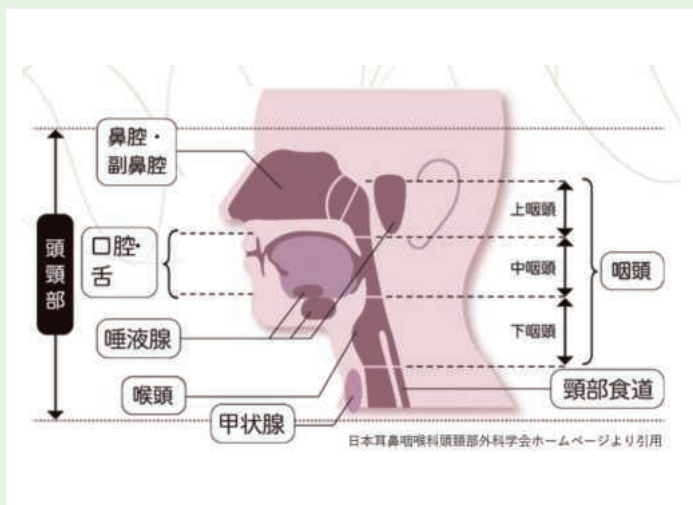 鼻腔・
副鼻腔
頭頸部
口腔・
舌
唾液腺
喉頭
甲状腺
上咽頭
中咽頭
下咽頭
咽頭
頸部食道
日本耳鼻咽喉科頭頸部外科学会ホームページより引用